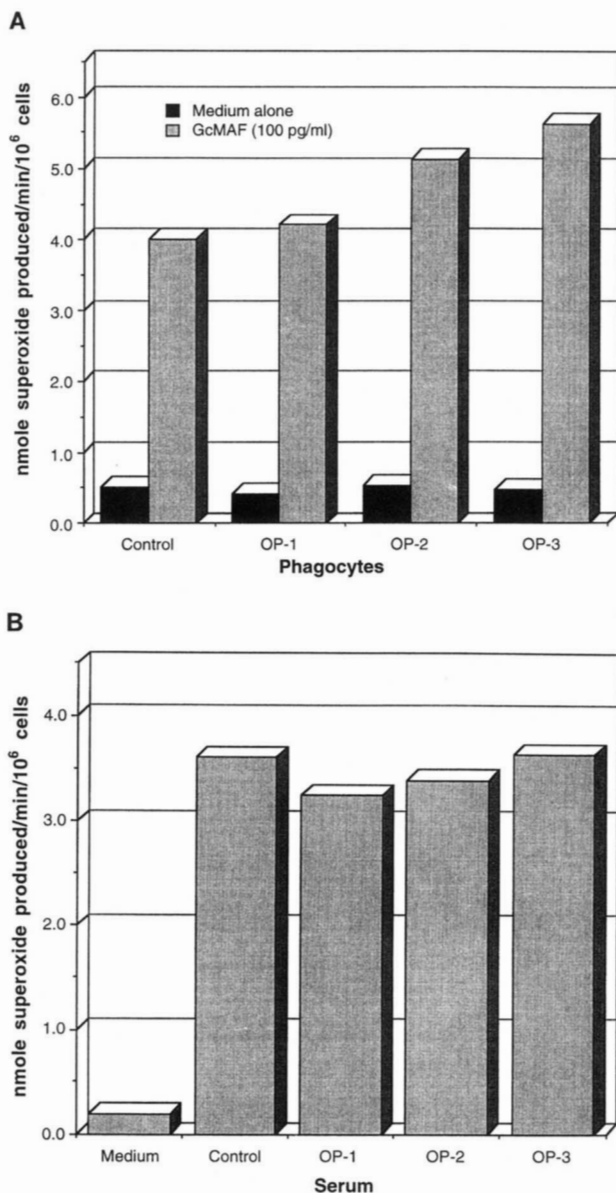 A
nmole superoxide produced/min/10⁶ cells
6.0
5.0
4.0
3.0
2.0
1.0
0.0
Medium alone
GcMAF (100 pg/ml)
Control OP-1 OP-2 OP-3
Phagocytes
B
nmole superoxide produced/min/10⁶ cells
4.0
3.0
2.0
1.0
0.0
Medium Control OP-1 OP-2 OP-3
Serum